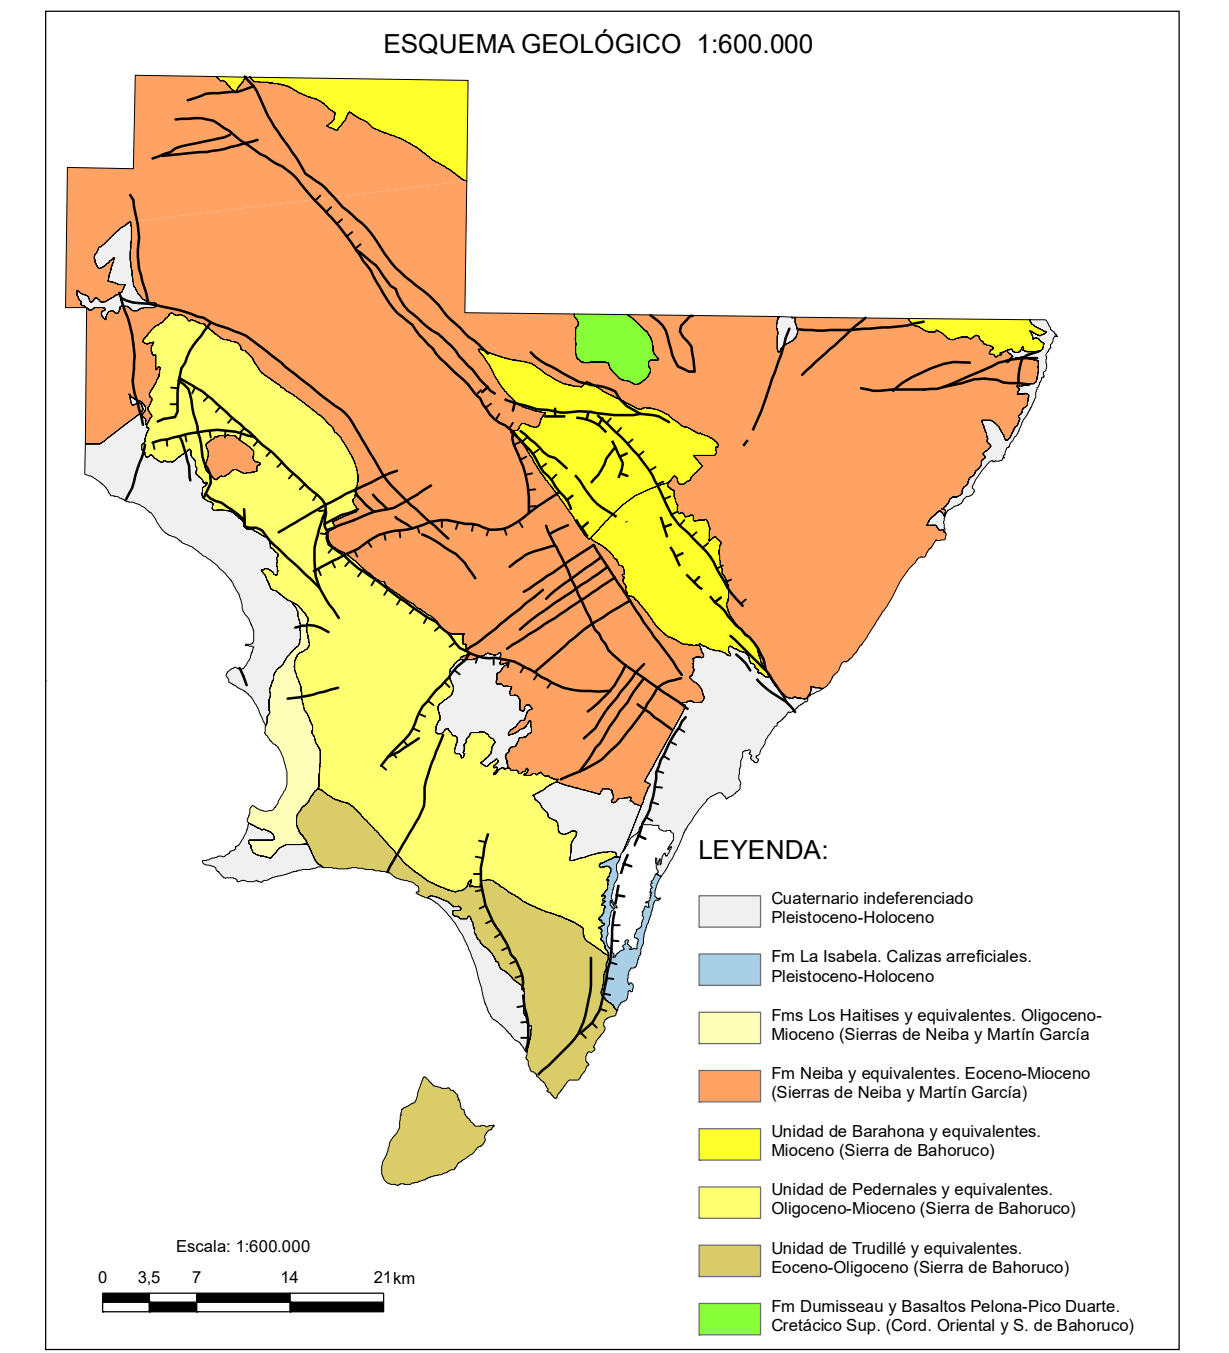 ESQUEMA GEOLÓGICO 1:600.000
LEYENDA:
Cuaternario indeferenciado
Pleistoceno-Holoceno
Fm La Isabela. Calizas arreficiales.
Pleistoceno-Holoceno
Fms Los Haitises y equivalentes. Oligoceno-
Mioceno (Sierras de Neiba y Martín García
Fm Neiba y equivalentes. Eoceno-Mioceno
(Sierras de Neiba y Martín García)
Unidad de Barahona y equivalentes.
Mioceno (Sierra de Bahoruco)
Unidad de Pedernales y equivalentes.
Oligoceno-Mioceno (Sierra de Bahoruco)
Unidad de Trudillé y equivalentes.
Eoceno-Oligoceno (Sierra de Bahoruco)
Fm Dumisseau y Basaltos Pelona-Pico Duarte.
Cretácico Sup. (Cord. Oriental y S. de Bahoruco)
Escala: 1:600.000
0 3,5 7 14 21 km